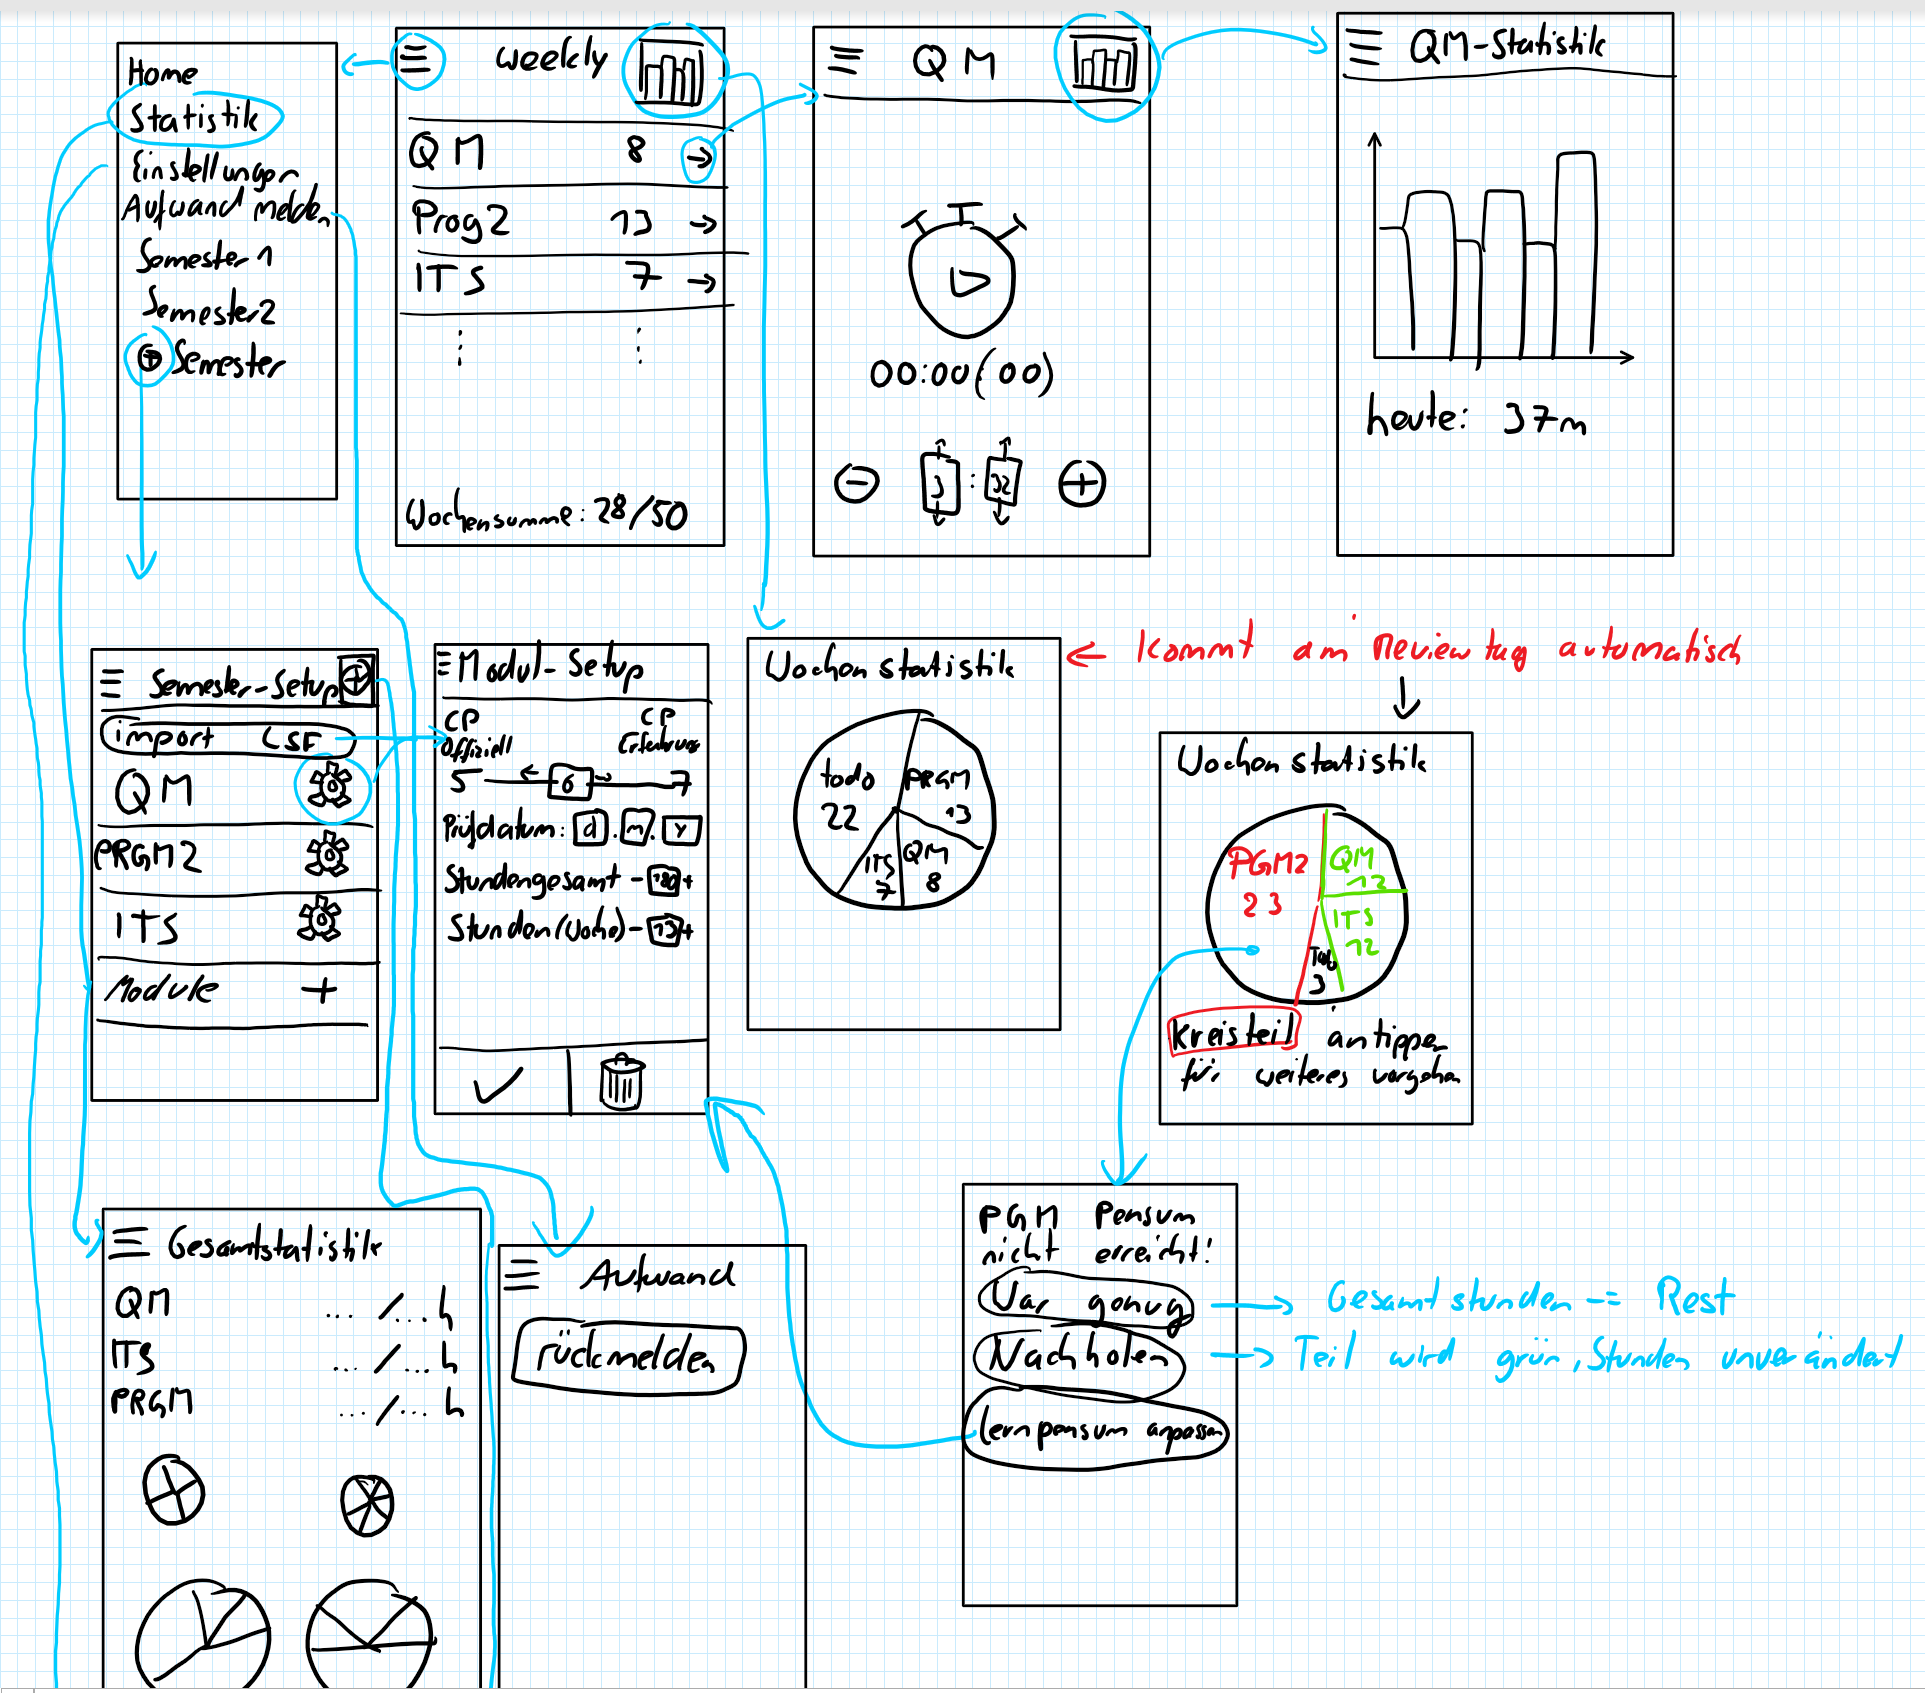 Home
Statistik
Einstellungen
Aufwand melden
Semester 1
Semester 2
+ Semester
weekly
QM 8 →
Prog2 13 →
ITS 7 →
Wochensumme: 28/50
QM
00:00(00)
3 : 32
QM-Statistik
heute: 37m
Semester-Setup
import LSF
QM
PRGM2
ITS
Module +
Modul-Setup
CP CP
Offiziell Erfahrung
5 6 7
Prüfdatum: d . m . y
Stundengesamt - 180 +
Stunden(Woche) - 13 +
Wochenstatistik
todo PRGM
22 13
ITS QM
7 8
← Kommt am Reviewtag automatisch
Wochenstatistik
PGM2 QM
23 12
ITS
12
Todo
3
Kreisteil antippen
für weiteres vorgehen
Gesamtstatistik
QM ... /... h
ITS ... /... h
PRGM ... /... h
Aufwand
rückmelden
PGM Pensum
nicht erreicht!
War genug → Gesamtstunden -= Rest
Nachholen → Teil wird grün, Stunden unverändert
Lernpensum anpassen